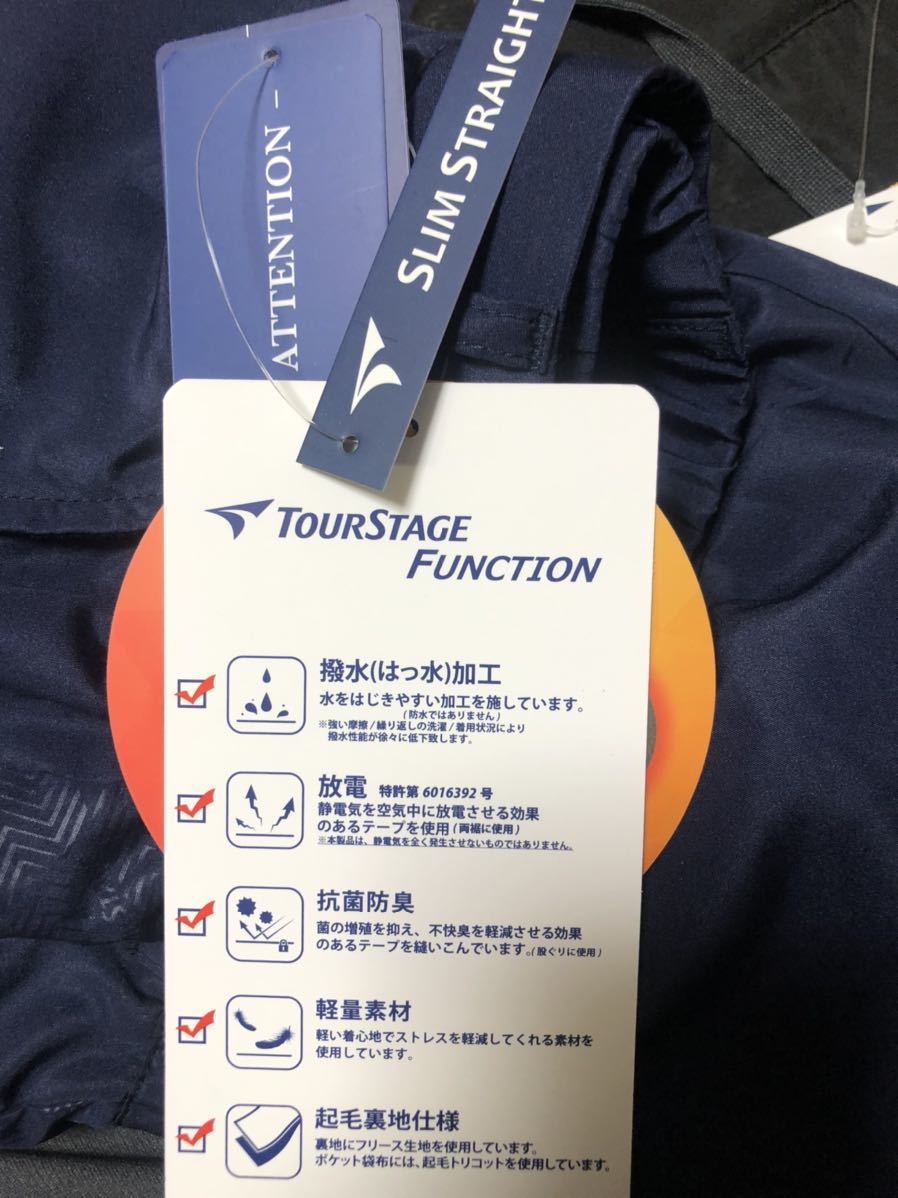 ATTENTION –
SLIM STRAIGHT
TOURSTAGE
FUNCTION
撥水(はっ水)加工
水をはじきやすい加工を施しています。
(防水ではありません)
※強い摩擦/繰り返しの洗濯/着用状況により
撥水性能が徐々に低下致します。
放電 特許第 6016392 号
静電気を空気中に放電させる効果
のあるテープを使用(両裾に使用)
※本製品は、静電気を全く発生させないものではありません。
抗菌防臭
菌の増殖を抑え、不快臭を軽減させる効果
のあるテープを縫いこんでいます。(股ぐりに使用)
軽量素材
軽い着心地でストレスを軽減してくれる素材を
使用しています。
起毛裏地仕様
裏地にフリース生地を使用しています。
ポケット袋布には、起毛トリコットを使用しています。